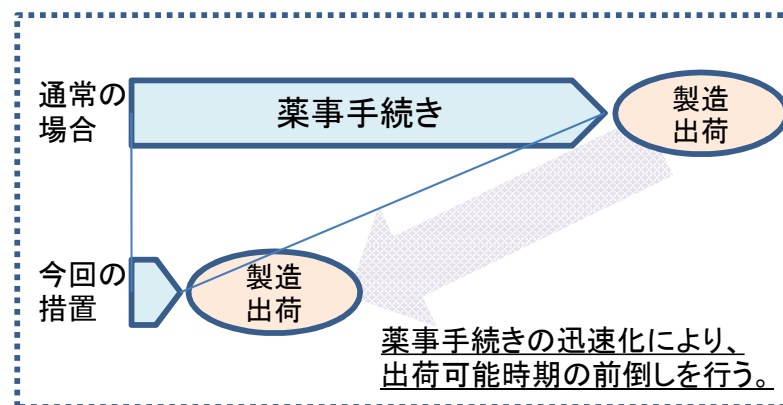 通常の
場合
薬事手続き
製造
出荷
今回の
措置
製造
出荷
薬事手続きの迅速化により、
出荷可能時期の前倒しを行う。